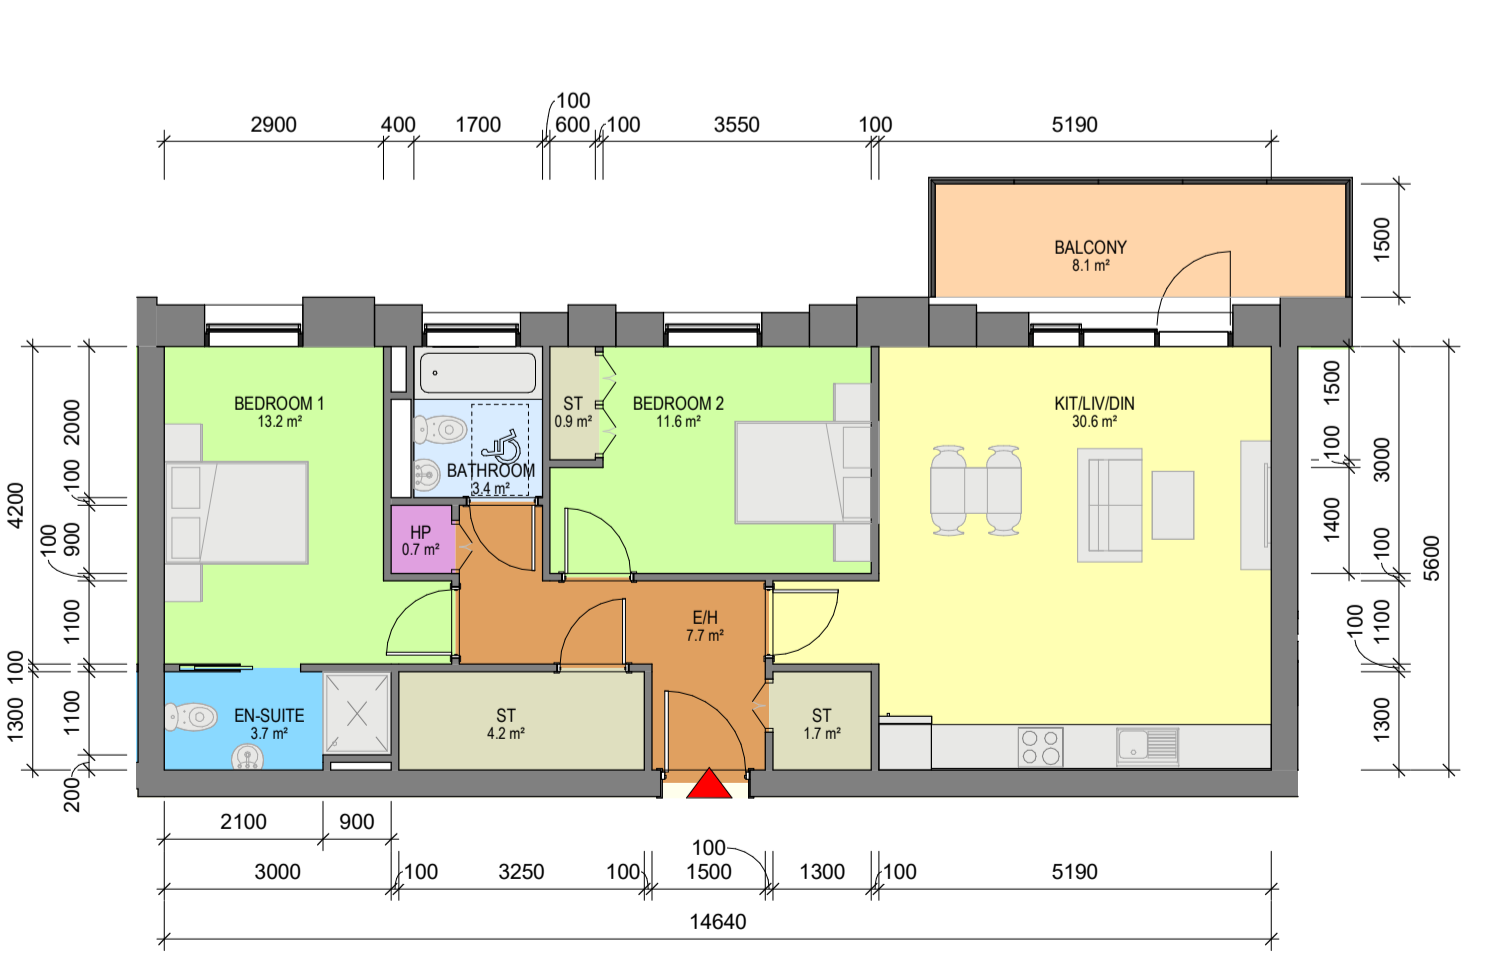 100
2900 400 1700 600 100 3550 100 5190
1500
BALCONY
8.1 m²
BEDROOM 1
13.2 m²
ST
0.9 m²
BEDROOM 2
11.6 m²
KIT/LIV/DIN
30.6 m²
BATHROOM
3.4 m²
HP
0.7 m²
E/H
7.7 m²
EN-SUITE
3.7 m²
ST
4.2 m²
ST
1.7 m²
4200
100
1300
2000
100
900
100
1100
1100
200
1500
100
1400
3000
100
1100
100
1300
5600
2100 900
100
3000 100 3250 100 1500 1300 100 5190
14640